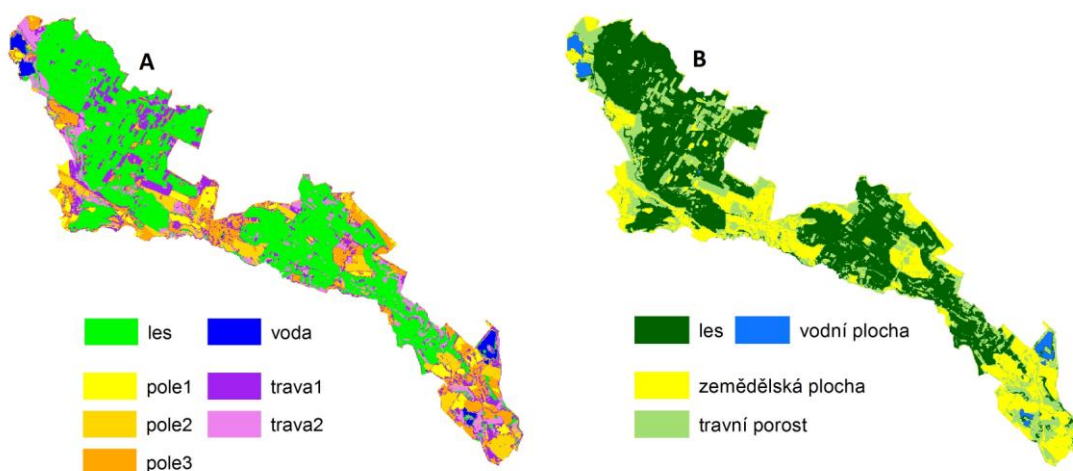 A
les
voda
pole1
trava1
pole2
trava2
pole3
B
les
vodní plocha
zemědělská plocha
travní porost